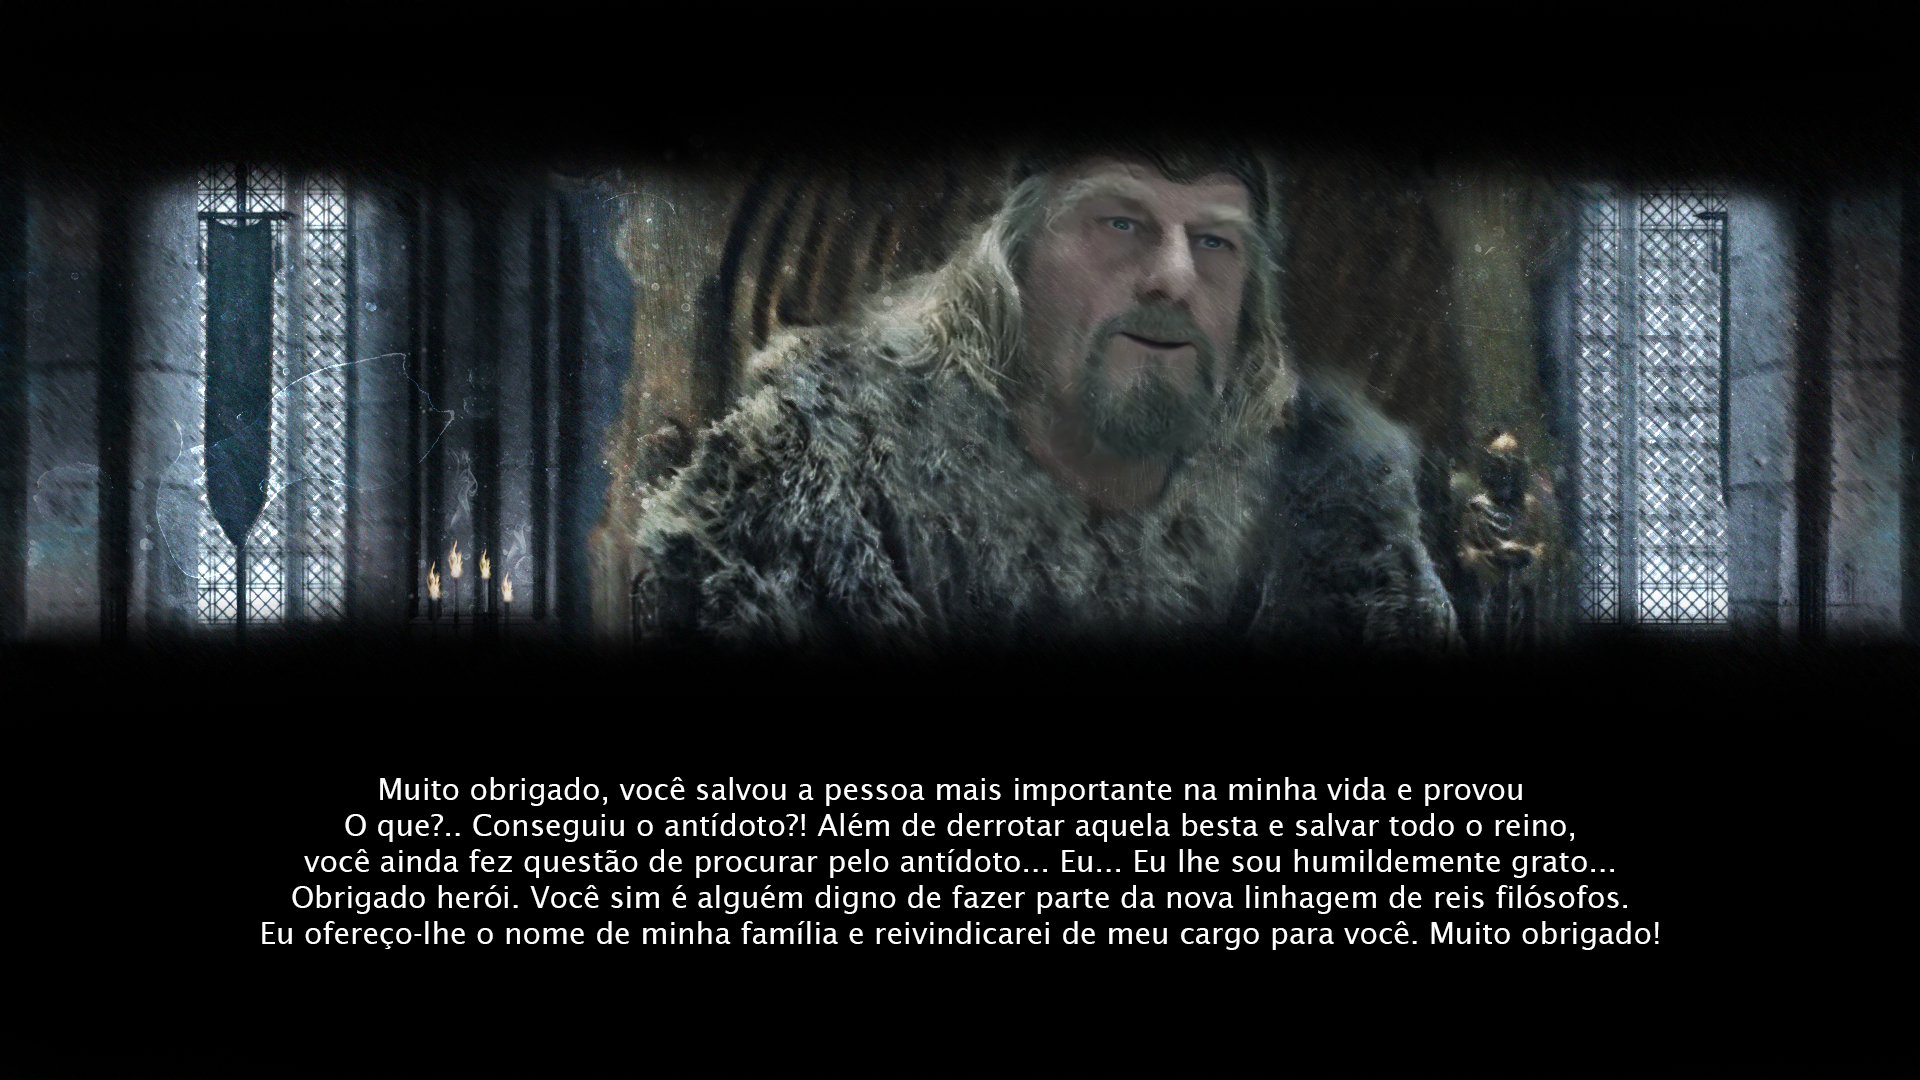 Muito obrigado, você salvou a pessoa mais importante na minha vida e provou
O que?.. Conseguiu o antídoto?! Além de derrotar aquela besta e salvar todo o reino,
você ainda fez questão de procurar pelo antídoto... Eu... Eu lhe sou humildemente grato...
Obrigado herói. Você sim é alguém digno de fazer parte da nova linhagem de reis filósofos.
Eu ofereço-lhe o nome de minha família e reivindicarei de meu cargo para você. Muito obrigado!